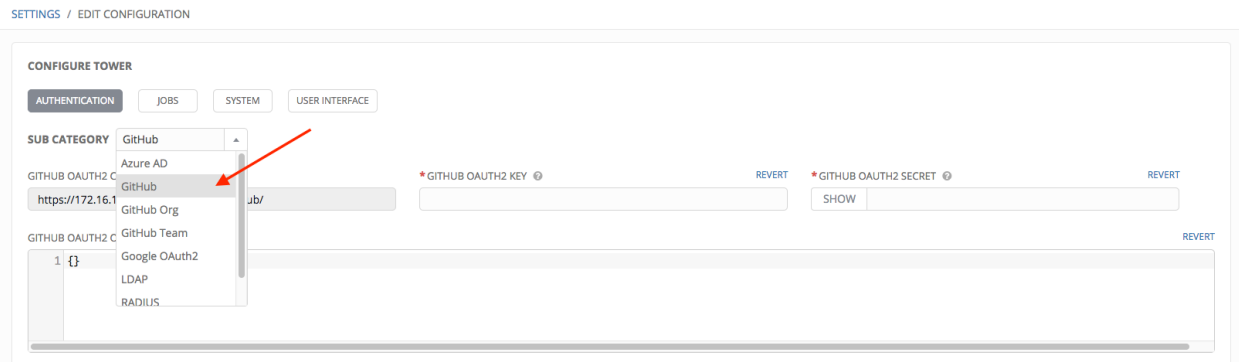 SETTINGS / EDIT CONFIGURATION
CONFIGURE TOWER
AUTHENTICATION JOBS SYSTEM USER INTERFACE
SUB CATEGORY GitHub
Azure AD
GitHub
GitHub Org
GitHub Team
Google OAuth2
LDAP
RADIUS
GITHUB OAUTH2 C
https://172.16.1 ub/
* GITHUB OAUTH2 KEY REVERT
* GITHUB OAUTH2 SECRET REVERT
SHOW
GITHUB OAUTH2 O REVERT
1 {}